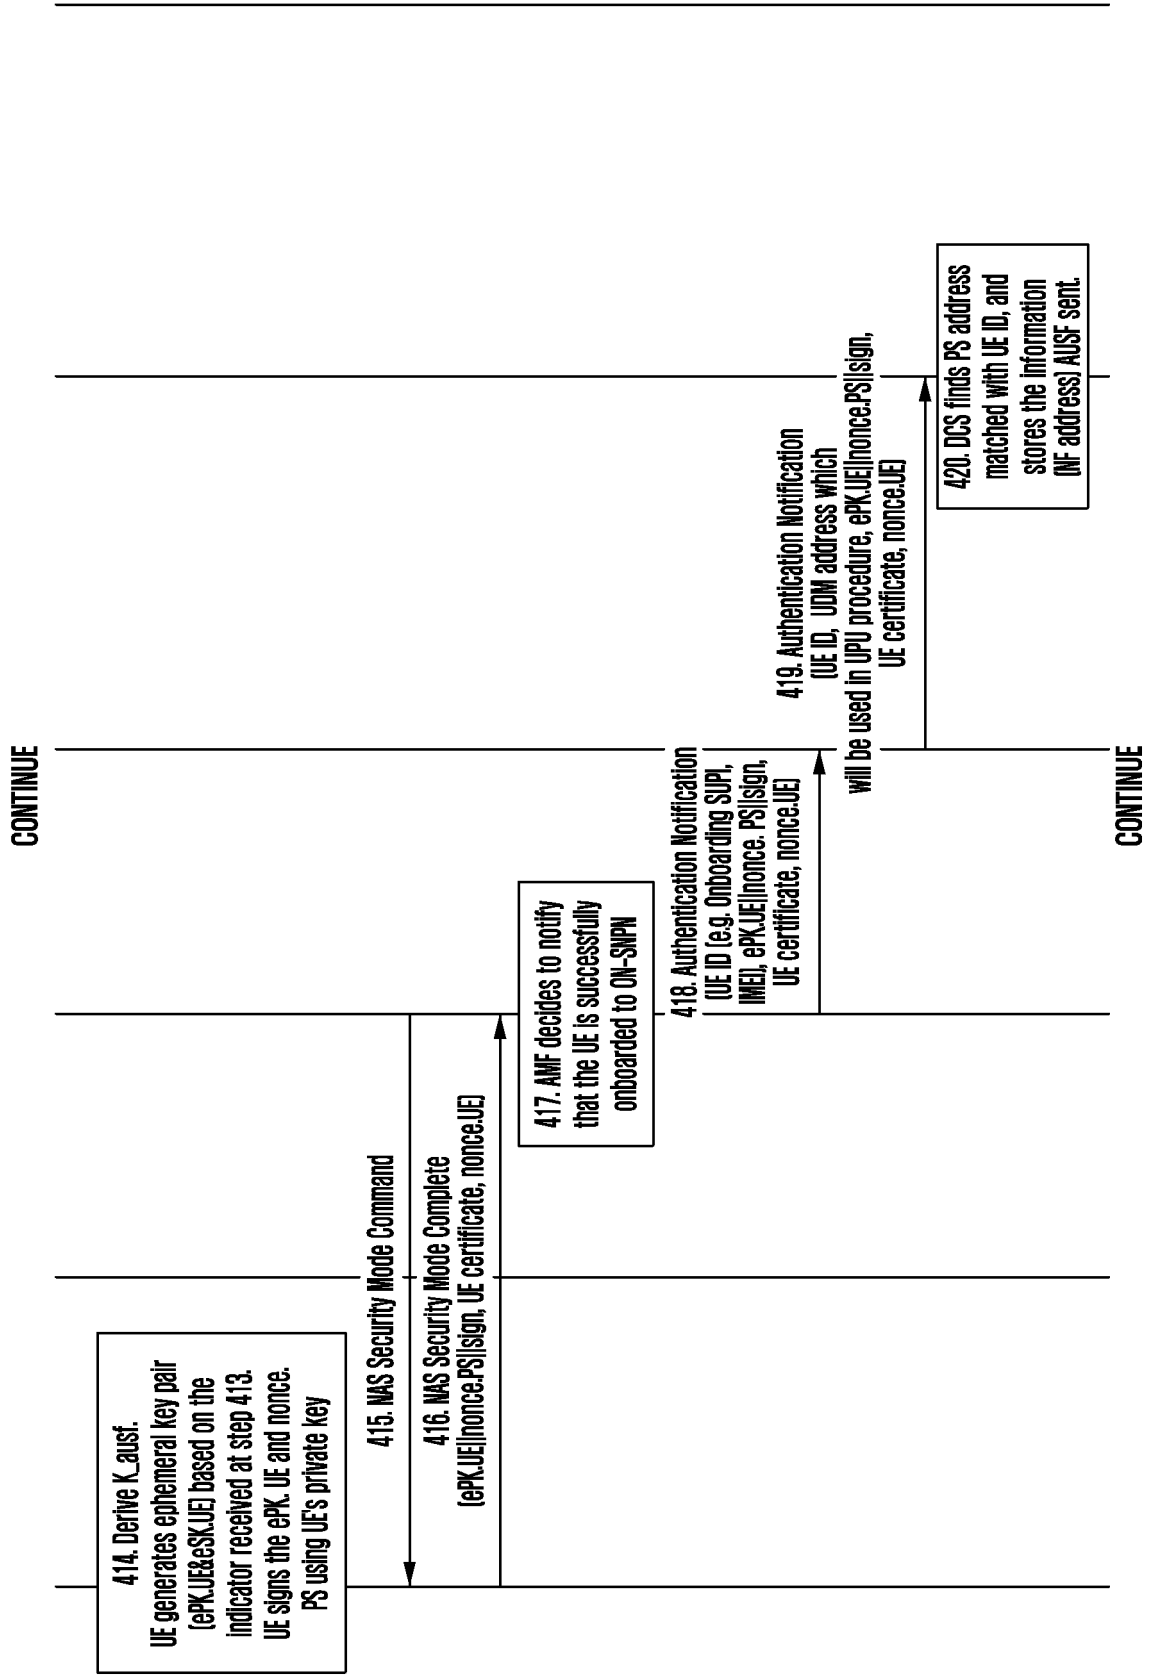 CONTINUE
414. Derive K_ausf.
UE generates ephemeral key pair
(ePK.UE&eSK.UE) based on the
indicator received at step 413.
UE signs the ePK. UE and nonce.
PS using UE's private key
415. NAS Security Mode Command
416. NAS Security Mode Complete
(ePK.UE||nonce.PS||sign, UE certificate, nonce.UE)
417. AMF decides to notify
that the UE is successfully
onboarded to ON-SNPN
418. Authentication Notification
(UE ID (e.g. Onboarding SUPI,
IMEI), ePK.UE||nonce. PS||sign,
UE certificate, nonce.UE)
419. Authentication Notification
(UE ID, UDM address which
will be used in UPU procedure, ePK.UE||nonce.PS||sign,
UE certificate, nonce.UE)
420. DCS finds PS address
matched with UE ID, and
stores the information
(NF address) AUSF sent.
CONTINUE